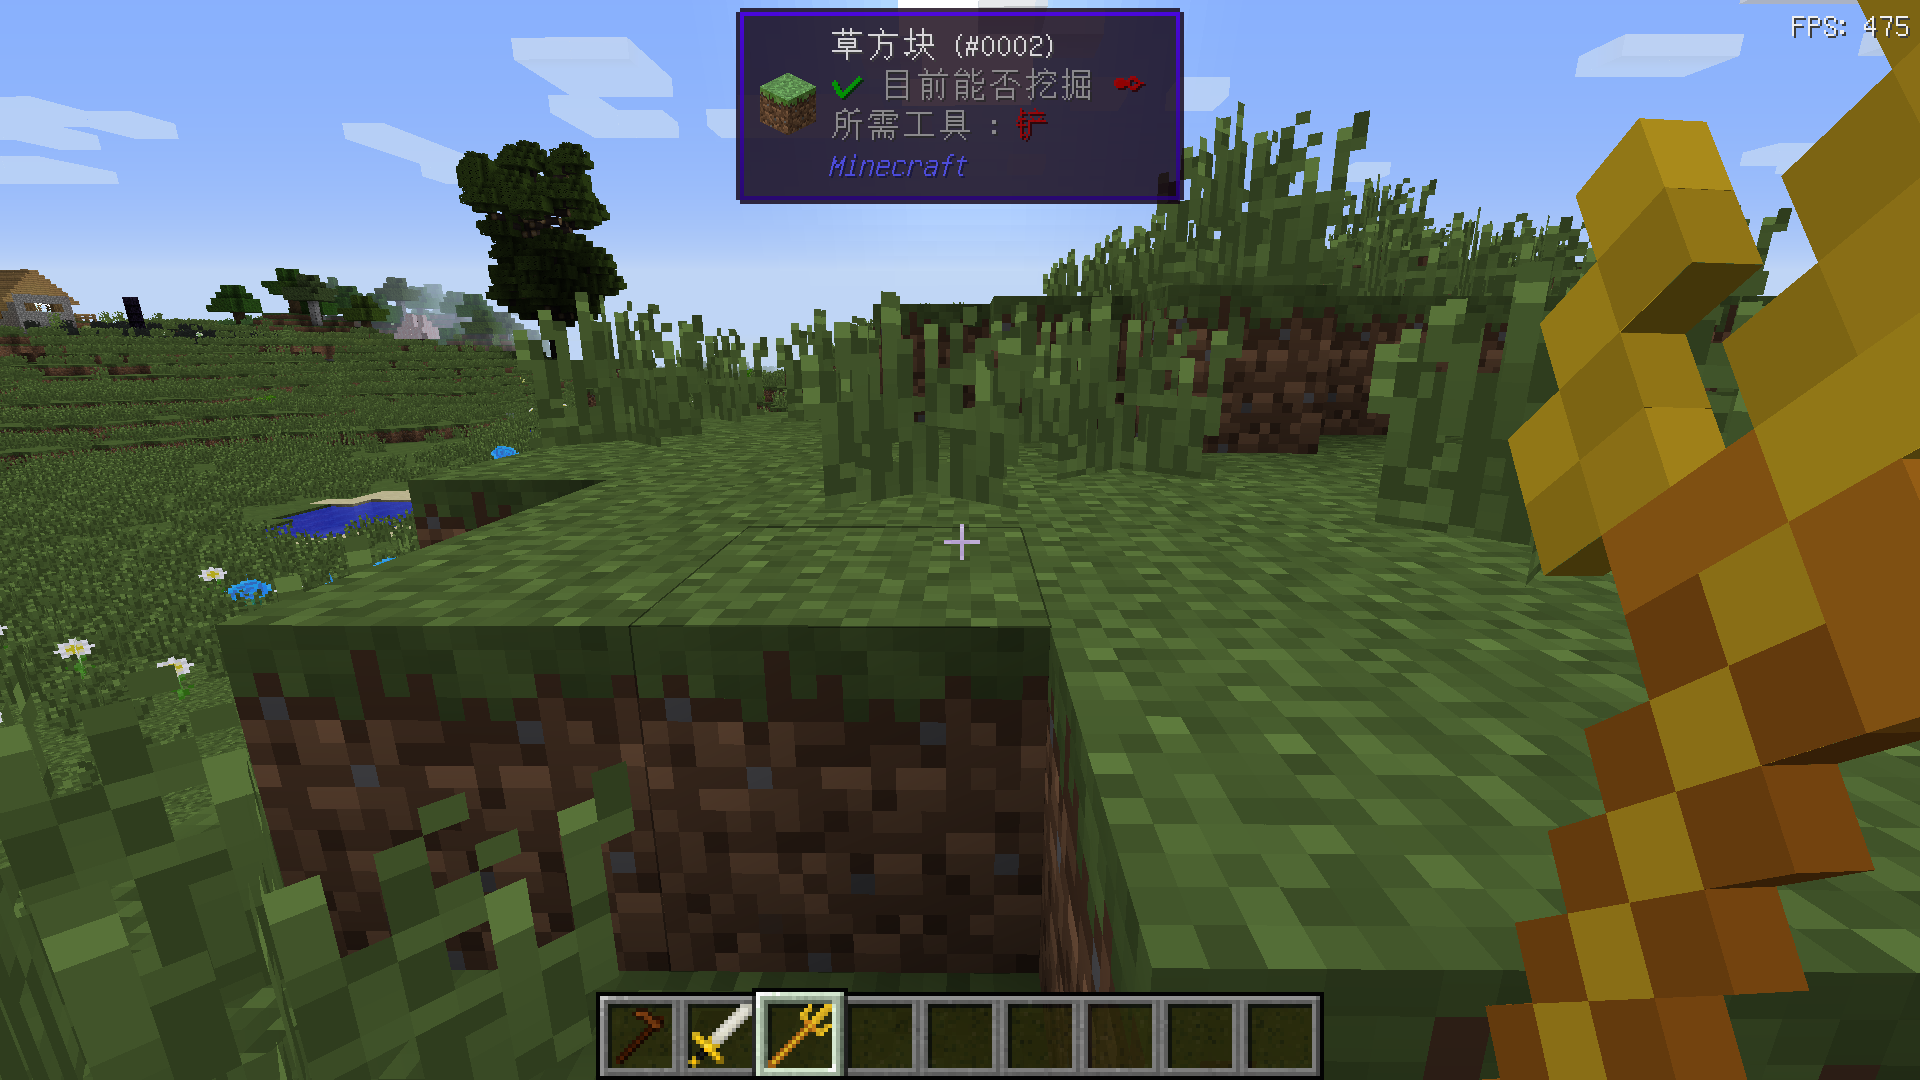 草方块 (#0002)
✔ 目前能否挖掘
所需工具 : 铲
Minecraft
FPS: 475